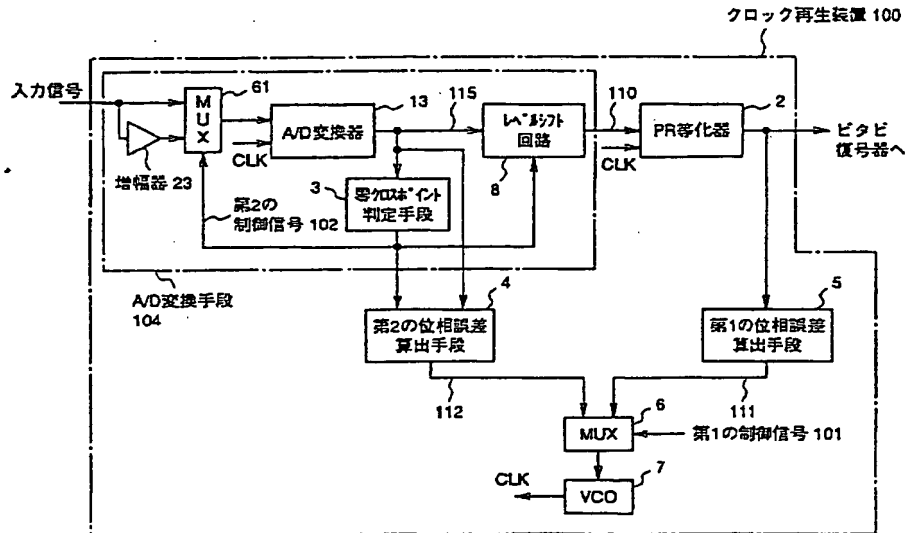 クロック再生装置 100
入力信号
MUX
61
増幅器 23
CLK
A/D変換器
13
115
レベルシフト
回路
8
110
PR等化器
2
CLK
ビタビ
復号器へ
3
零クロスポイント
判定手段
第2の
制御信号 102
A/D変換手段
104
4
第2の位相誤差
算出手段
5
第1の位相誤差
算出手段
112
111
6
MUX
第1の制御信号 101
7
VCO
CLK